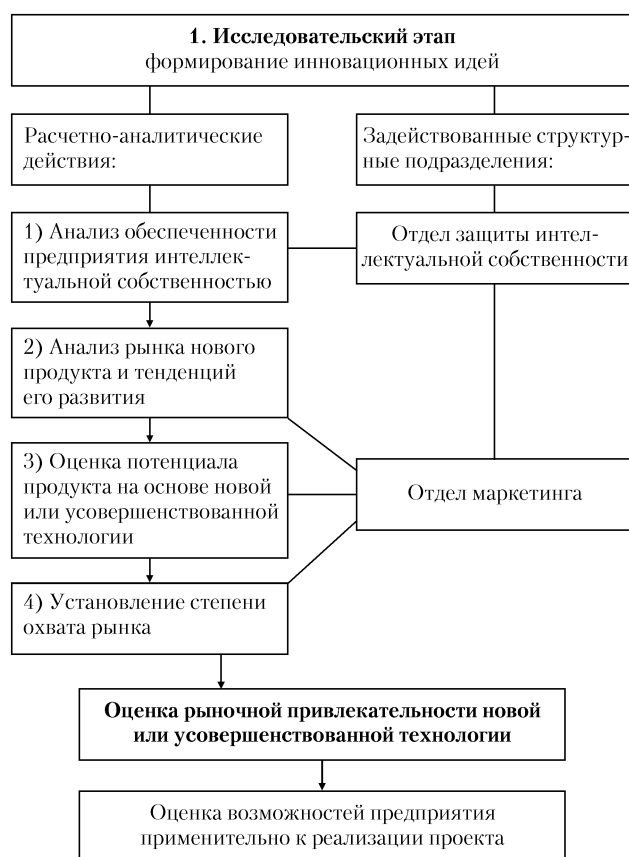 1. Исследовательский этап
формирование инновационных идей
Расчетно-аналитические
действия:
Задействованные структур-
ные подразделения:
1) Анализ обеспеченности
предприятия интеллек-
туальной собственностью
Отдел защиты интел-
лектуальной собственности
2) Анализ рынка нового
продукта и тенденций
его развития
3) Оценка потенциала
продукта на основе новой
или усовершенствованной
технологии
Отдел маркетинга
4) Установление степени
охвата рынка
Оценка рыночной привлекательности новой
или усовершенствованной технологии
Оценка возможностей предприятия
применительно к реализации проекта